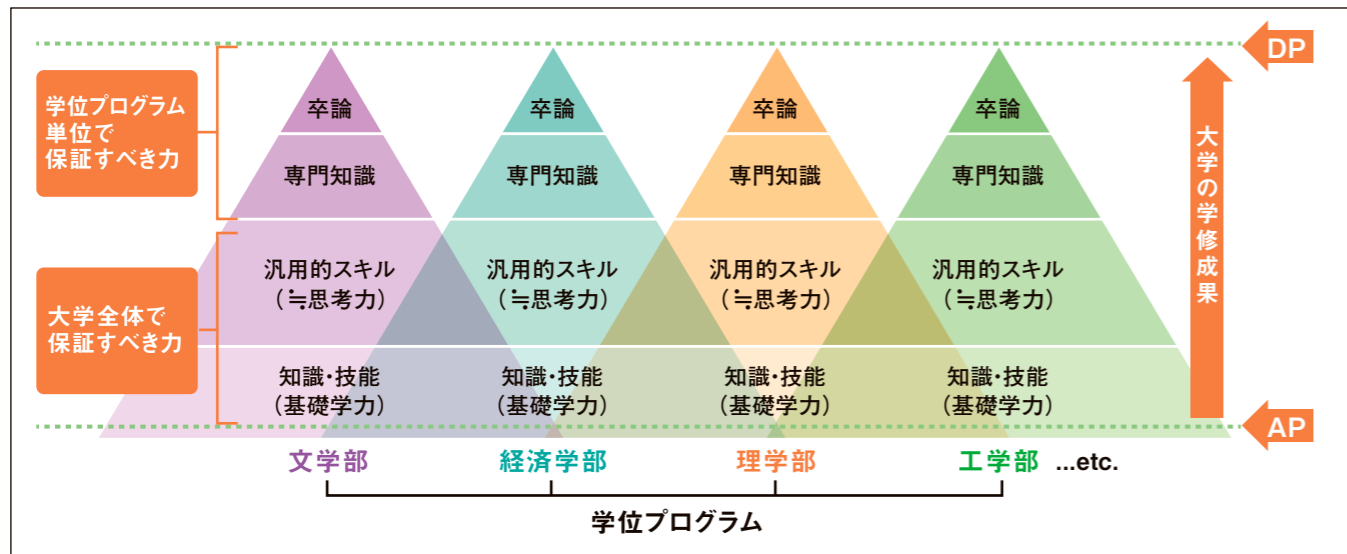 DP
学位プログラム
単位で
保証すべき力
卒論
卒論
卒論
卒論
専門知識
専門知識
専門知識
専門知識
大学の学修成果
大学全体で
保証すべき力
汎用的スキル
(≒思考力)
汎用的スキル
(≒思考力)
汎用的スキル
(≒思考力)
汎用的スキル
(≒思考力)
知識・技能
(基礎学力)
知識・技能
(基礎学力)
知識・技能
(基礎学力)
知識・技能
(基礎学力)
AP
文学部
経済学部
理学部
工学部 ...etc.
学位プログラム